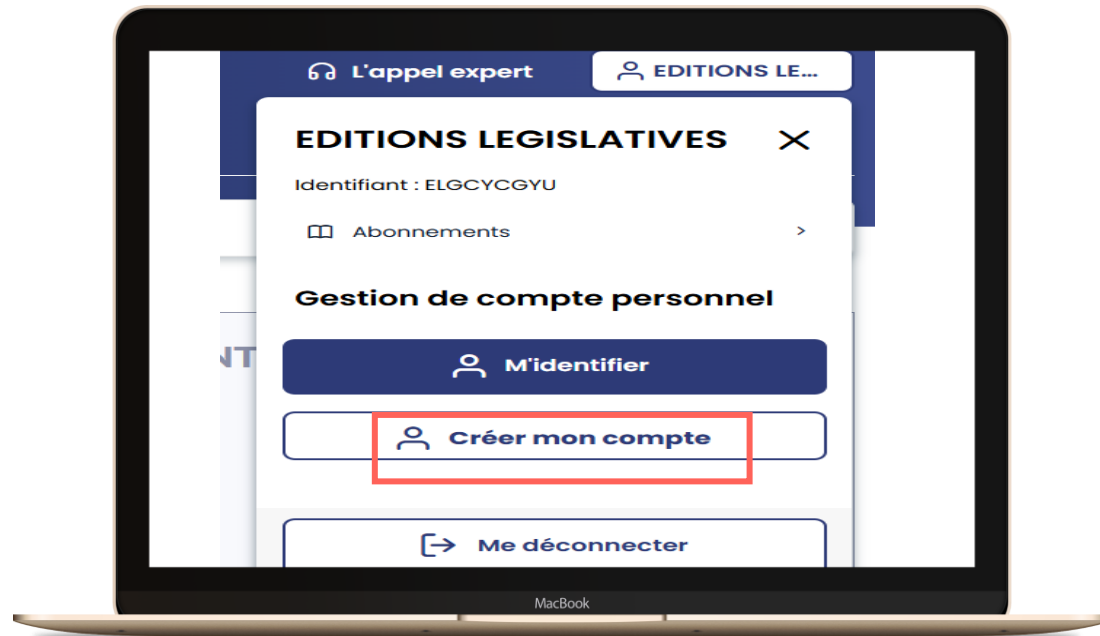 L'appel expert
EDITIONS LE...
EDITIONS LEGISLATIVES
Identifiant : ELGCYCGYU
Abonnements
Gestion de compte personnel
NT
M'identifier
Créer mon compte
Me déconnecter
MacBook